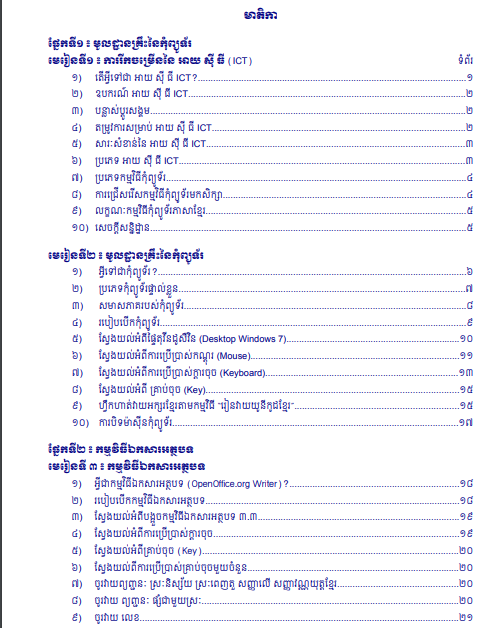 មាតិកា
ផ្នែកទី១ ៖ មូលដ្ឋានគ្រឹះនៃកុំព្យូទ័រ
មេរៀនទី១ ៖ ការរីកចម្រើននៃ អាយ ស៊ី ធី (ICT) ទំព័រ
១) តើអ្វីទៅជា អាយ ស៊ី ធី ICT?...១
២) ឧបករណ៍ អាយ ស៊ី ធី ICT...២
៣) បន្លាស់ប្តូរសង្គម...២
៤) តម្រូវការសម្រាប់ អាយ ស៊ី ធី ICT...២
៥) សារៈសំខាន់នៃ អាយ ស៊ី ធី ICT...៣
៦) ប្រភេទ អាយ ស៊ី ធី ICT...៣
៧) ប្រភេទកម្មវិធីកុំព្យូទ័រ...៤
៨) ការជ្រើសរើសកម្មវិធីកុំព្យូទ័រមកសិក្សា...៤
៩) លក្ខណៈកម្មវិធីកុំព្យូទ័រភាសាខ្មែរ...៥
១០) សេចក្តីសន្និដ្ឋាន...៥
មេរៀនទី២ ៖ មូលដ្ឋានគ្រឹះនៃកុំព្យូទ័រ
១) អ្វីទៅជាកុំព្យូទ័រ?...៦
២) ប្រភេទកុំព្យូទ័រផ្ទាល់ខ្លួន...៧
៣) សមាសភាគរបស់កុំព្យូទ័រ...៨
៤) របៀបបើកកុំព្យូទ័រ...៩
៥) ស្វែងយល់អំពីផ្ទៃតុវីនដូសីវិន (Desktop Windows 7)...១០
៦) ស្វែងយល់អំពីការប្រើប្រាស់កណ្តុរ (Mouse)...១១
៧) ស្វែងយល់អំពីការប្រើប្រាស់ក្តារចុច (Keyboard)...១៣
៨) ស្វែងយល់អំពី គ្រាប់ចុច (Key)...១៥
៩) ហ្វឹកហាត់វាយអក្សរខ្មែរតាមកម្មវិធី “រៀនវាយយូនីកូដខ្មែរ”...១៥
១០) ការបិទម៉ាស៊ីនកុំព្យូទ័រ...១៧
ផ្នែកទី២ ៖ កម្មវិធីឯកសារអត្ថបទ
មេរៀនទី ៣ ៖ កម្មវិធីឯកសារអត្ថបទ
១) អ្វីជាកម្មវិធីឯកសារអត្ថបទ (OpenOffice.org Writer) ?...១៨
២) របៀបបើកកម្មវិធីឯកសារអត្ថបទ...១៨
៣) ស្វែងយល់អំពីបង្អួចកម្មវិធីឯកសារអត្ថបទ ៣.៣...១៩
៤) ស្វែងយល់អំពីការប្រើប្រាស់ក្តារចុច...១៩
៥) ស្វែងយល់អំពីគ្រាប់ចុច (Key)...២០
៦) ស្វែងយល់ពីការប្រើប្រាស់គ្រាប់ចុចមួយចំនួន...២០
៧) ចូរវាយព្យញ្ជនៈ ស្រៈនិស្ស័យ ស្រៈពេញតួ សញ្ញាលើ សញ្ញាវណ្ណយុត្តខ្មែរ...២០
៨) ចូរវាយ ព្យញ្ជនៈ ផ្សំជាមួយស្រៈ...២០
៩) ចូរវាយ លេខ...២១